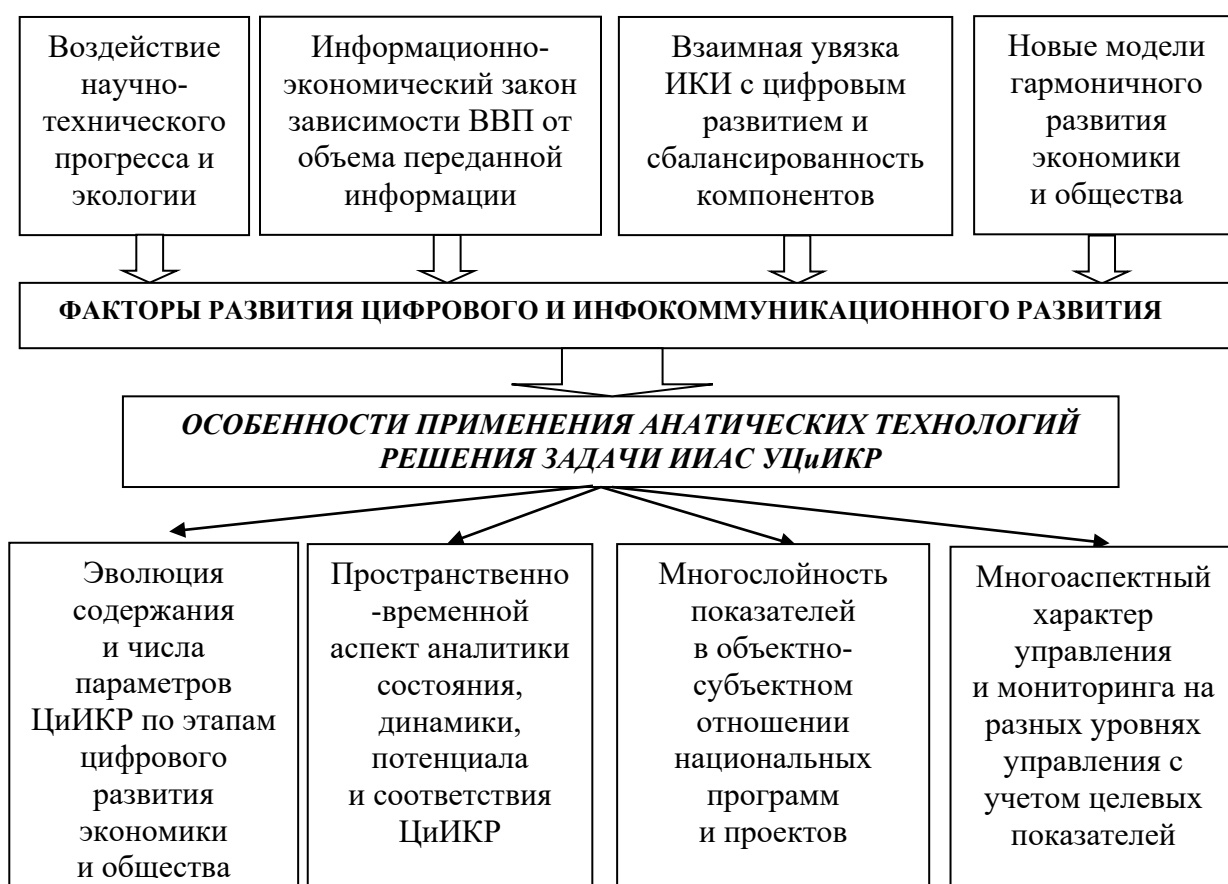 Воздействие
научно-
технического
прогресса и
экологии
Информационно-
экономический закон
зависимости ВВП от
объема переданной
информации
Взаимная увязка
ИКИ с цифровым
развитием и
сбалансированность
компонентов
Новые модели
гармоничного
развития
экономики
и общества
ФАКТОРЫ РАЗВИТИЯ ЦИФРОВОГО И ИНФОКОММУНИКАЦИОННОГО РАЗВИТИЯ
ОСОБЕННОСТИ ПРИМЕНЕНИЯ АНАТИЧЕСКИХ ТЕХНОЛОГИЙ
РЕШЕНИЯ ЗАДАЧИ ИИАС УЦиИКР
Эволюция
содержания
и числа
параметров
ЦиИКР по этапам
цифрового
развития
экономики
и общества
Пространственно
-временной
аспект аналитики
состояния,
динамики,
потенциала
и соответствия
ЦиИКР
Многослойность
показателей
в объектно-
субъектном
отношении
национальных
программ
и проектов
Многоаспектный
характер
управления
и мониторинга на
разных уровнях
управления с
учетом целевых
показателей